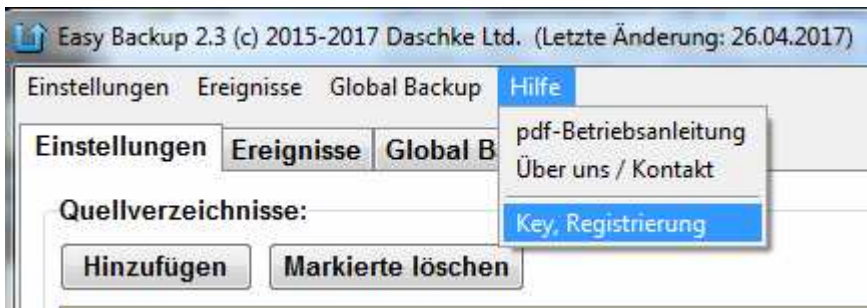 Easy Backup 2.3 (c) 2015-2017 Daschke Ltd. (Letzte Änderung: 26.04.2017)
Einstellungen Ereignisse Global Backup Hilfe
pdf-Betriebsanleitung
Über uns / Kontakt
Key, Registrierung
Einstellungen Ereignisse Global B
Quellverzeichnisse:
Hinzufügen Markierte löschen